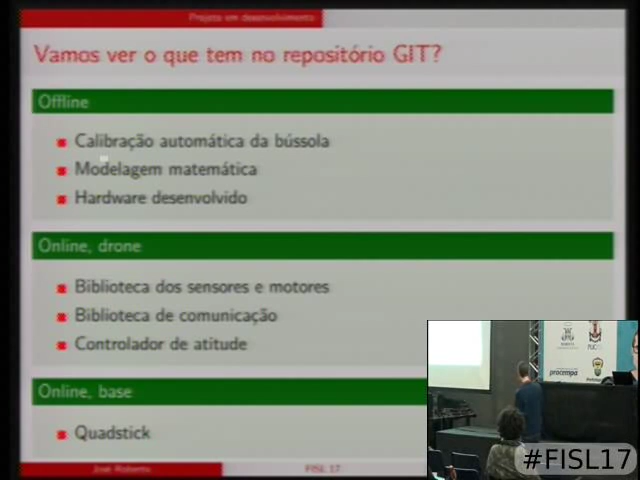 Projeto em desenvolvimento
Vamos ver o que tem no repositório GIT?
Offline
Calibração automática da bússola
Modelagem matemática
Hardware desenvolvido
Online, drone
Biblioteca dos sensores e motores
Biblioteca de comunicação
Controlador de atitude
Online, base
Quadstick
José Roberto
FISL 17
PUC
procempa
#FISL17